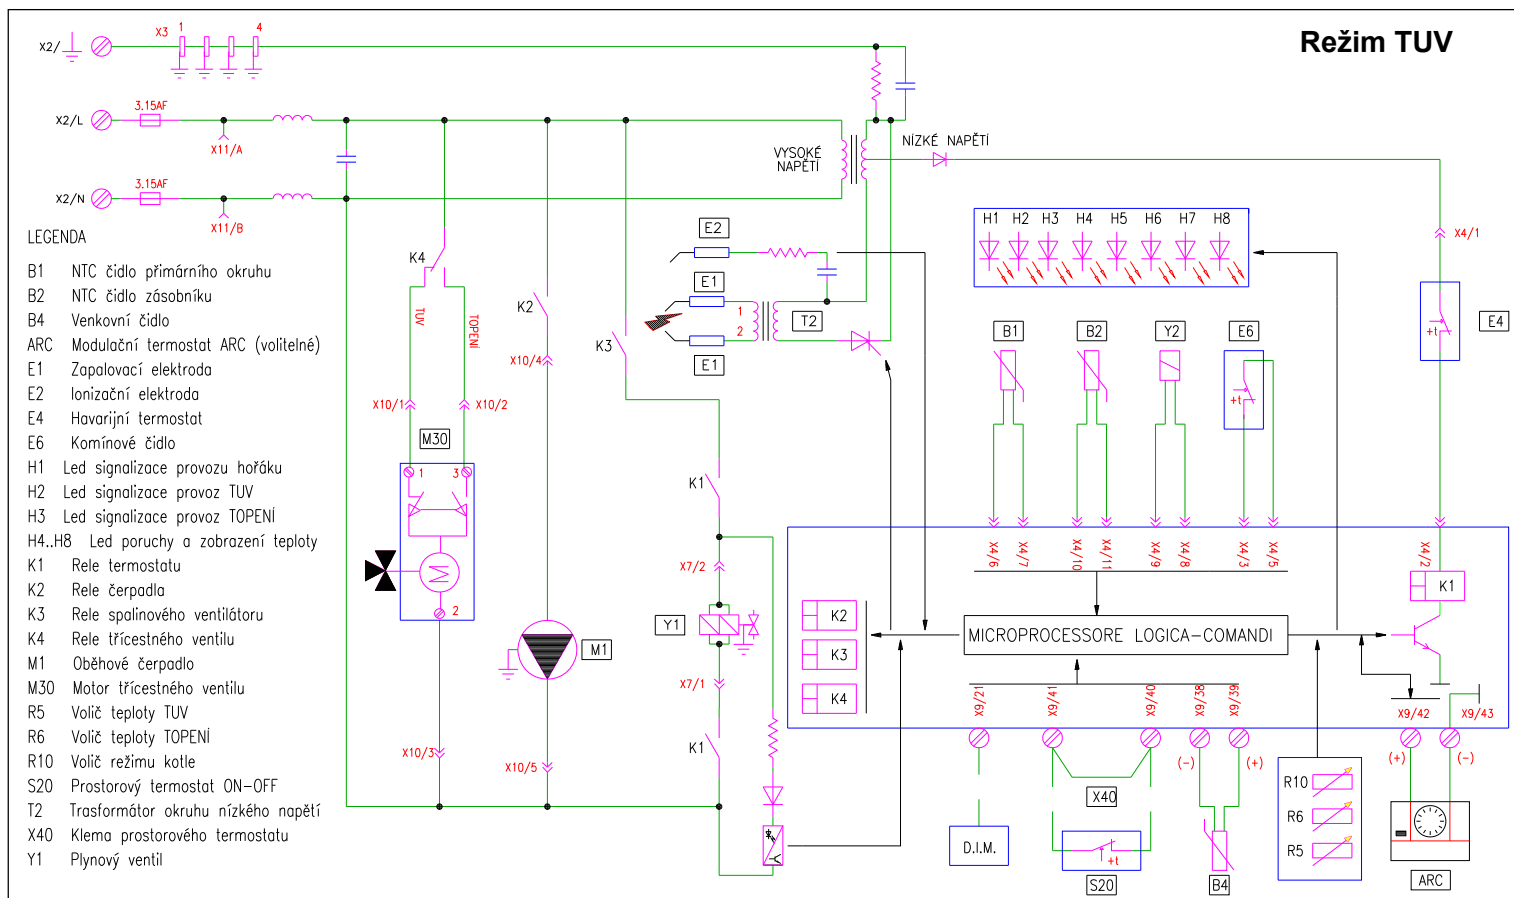 Režim TUV
X2/
X3
1
4
X2/L
3.15AF
X11/A
VYSOKÉ
NAPĚTÍ
NÍZKÉ NAPĚTÍ
X2/N
3.15AF
X11/B
H1 H2 H3 H4 H5 H6 H7 H8
X4/1
E4
+t
LEGENDA
B1 NTC čidlo přimárního okruhu
B2 NTC čidlo zásobníku
B4 Venkovní čidlo
ARC Modulační termostat ARC (volitelné)
E1 Zapalovací elektroda
E2 Ionizační elektroda
E4 Havarijní termostat
E6 Komínové čidlo
H1 Led signalizace provozu hořáku
H2 Led signalizace provoz TUV
H3 Led signalizace provoz TOPENÍ
H4..H8 Led poruchy a zobrazení teploty
K1 Rele termostatu
K2 Rele čerpadla
K3 Rele spalinového ventilátoru
K4 Rele třícestného ventilu
M1 Oběhové čerpadlo
M30 Motor třícestného ventilu
R5 Volič teploty TUV
R6 Volič teploty TOPENÍ
R10 Volič režimu kotle
S20 Prostorový termostat ON-OFF
T2 Trasformátor okruhu nízkého napětí
X40 Klema prostorového termostatu
Y1 Plynový ventil
K4
TUV
TOPENÍ
X10/1
X10/2
M30
1
3
M
2
X10/3
K2
X10/4
M1
X10/5
K3
E2
E1
1
2
E1
T2
K1
X7/2
Y1
X7/1
K1
B1
B2
Y2
E6
+t
X4/6
X4/7
X4/10
X4/11
X4/9
X4/8
X4/3
X4/5
X4/2
K1
K2
K3
K4
MICROPROCESSORE LOGICA-COMANDI
X9/21
X9/41
X9/40
X9/38
X9/39
X9/42
X9/43
(-)
(+)
(+)
(-)
X40
D.I.M.
+t
S20
B4
R10
R6
R5
ARC